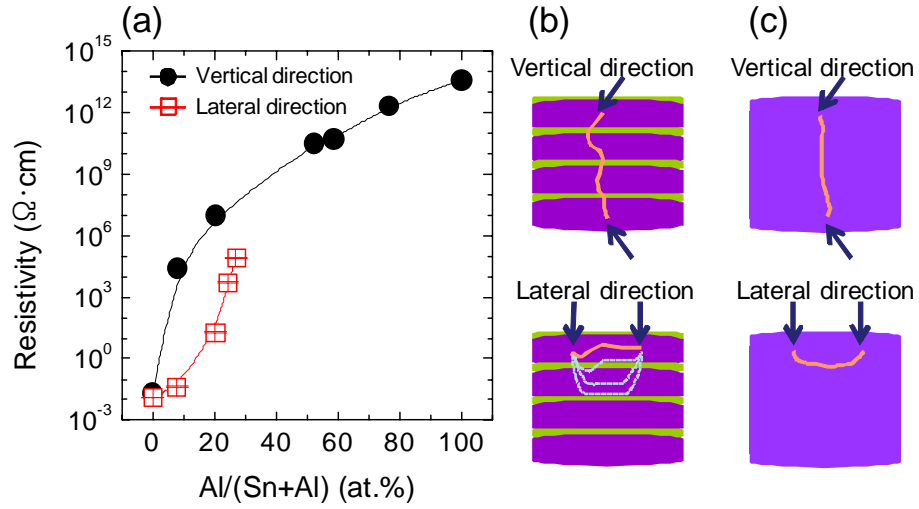 (a)
(b)
(c)
Vertical direction
Lateral direction
Resistivity (Ω·cm)
10^15
10^12
10^9
10^6
10^3
10^0
10^-3
0 20 40 60 80 100
Al/(Sn+Al) (at.%)
Vertical direction
Vertical direction
Lateral direction
Lateral direction